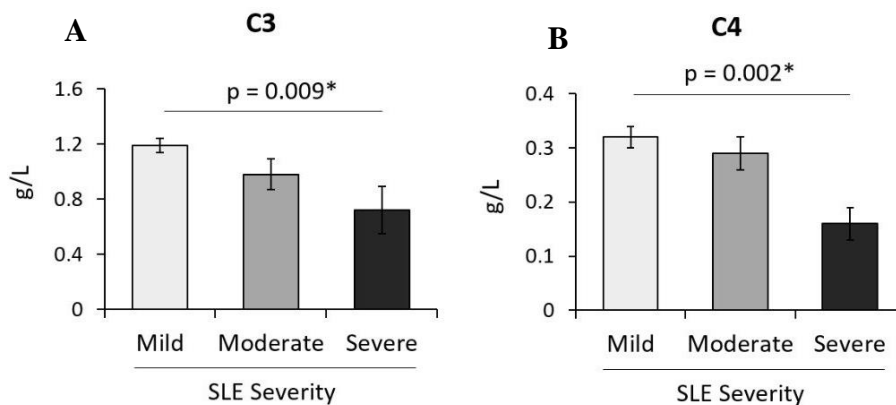 A
C3
p = 0.009*
1.6
1.2
0.8
0.4
0
g/L
Mild Moderate Severe
SLE Severity
B
C4
p = 0.002*
0.4
0.3
0.2
0.1
0
g/L
Mild Moderate Severe
SLE Severity